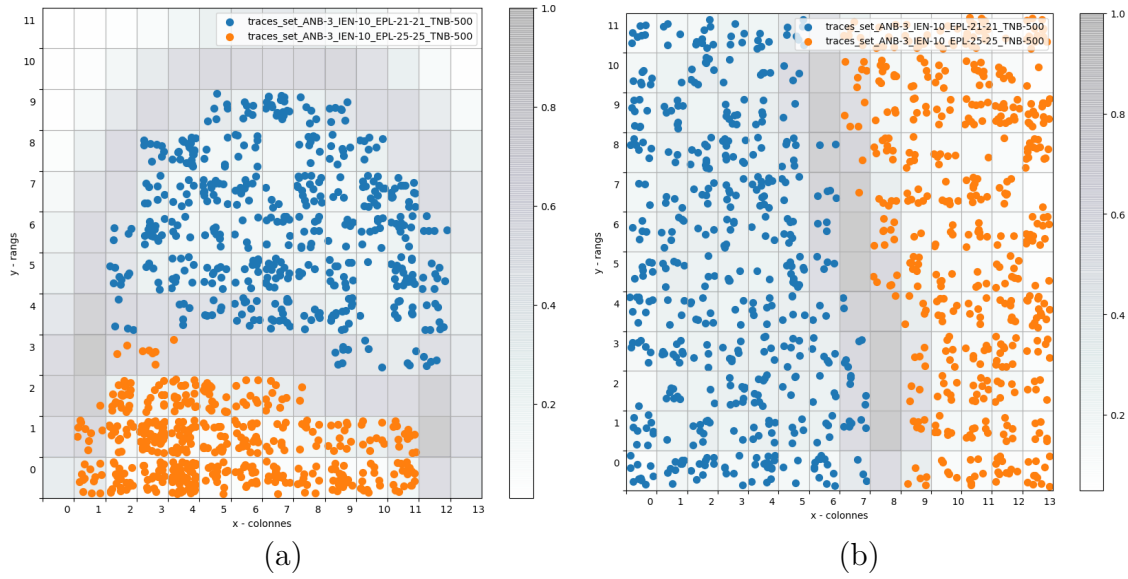 traces_set_ANB-3_IEN-10_EPL-21-21_TNB-500
traces_set_ANB-3_IEN-10_EPL-25-25_TNB-500
11
10
9
8
7
6
5
4
3
2
1
0
y - rangs
0 1 2 3 4 5 6 7 8 9 10 11 12 13
x - colonnes
1.0
0.8
0.6
0.4
0.2
(a)
traces_set_ANB-3_IEN-10_EPL-21-21_TNB-500
traces_set_ANB-3_IEN-10_EPL-25-25_TNB-500
11
10
9
8
7
6
5
4
3
2
1
0
y - rangs
0 1 2 3 4 5 6 7 8 9 10 11 12 13
x - colonnes
1.0
0.8
0.6
0.4
0.2
(b)